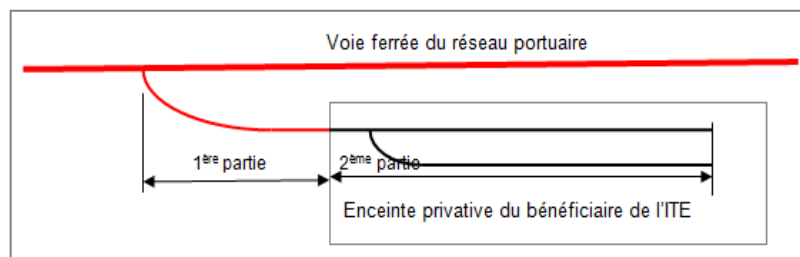 Voie ferrée du réseau portuaire
1ère partie
2ème partie
Enceinte privative du bénéficiaire de l'ITE